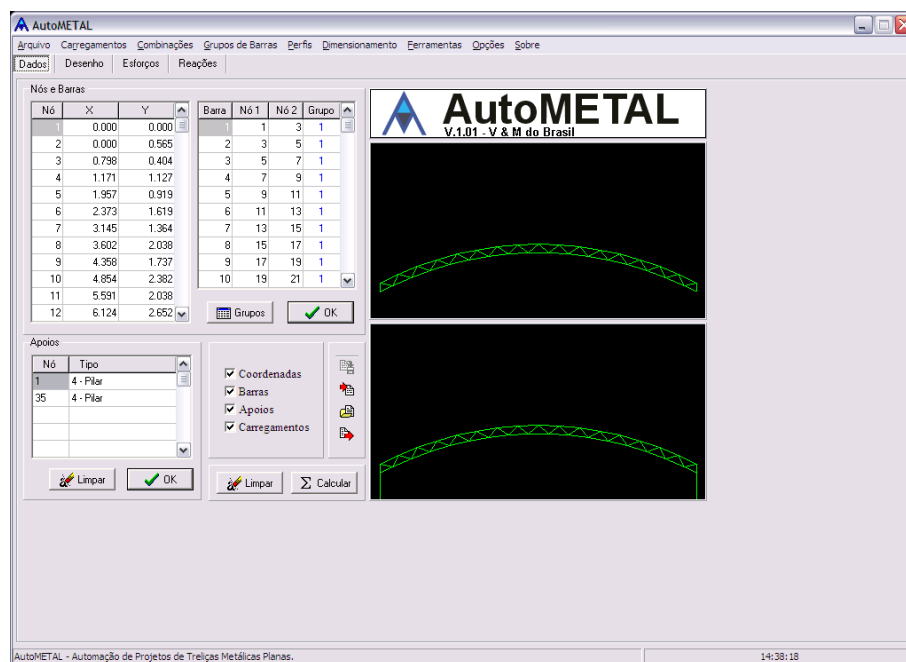 AutoMETAL
Arquivo Carregamentos Combinações Grupos de Barras Perfis Dimensionamento Ferramentas Opções Sobre
Dados Desenho Esforços Reações
Nós e Barras
Nó X Y Barra Nó 1 Nó 2 Grupo
1 0.000 0.000 1 1 3 1
2 0.000 0.565 2 3 5 1
3 0.798 0.404 3 5 7 1
4 1.171 1.127 4 7 9 1
5 1.957 0.919 5 9 11 1
6 2.373 1.619 6 11 13 1
7 3.145 1.364 7 13 15 1
8 3.602 2.038 8 15 17 1
9 4.358 1.737 9 17 19 1
10 4.854 2.382 10 19 21 1
11 5.591 2.038
12 6.124 2.652
Grupos OK
AutoMETAL
V.1.01 - V & M do Brasil
Apoios
Nó Tipo
1 4 - Pilar
35 4 - Pilar
Limpar OK
Coordenadas
Barras
Apoios
Carregamentos
Limpar Σ Calcular
AutoMETAL - Automação de Projetos de Treliças Metálicas Planas. 14:38:18